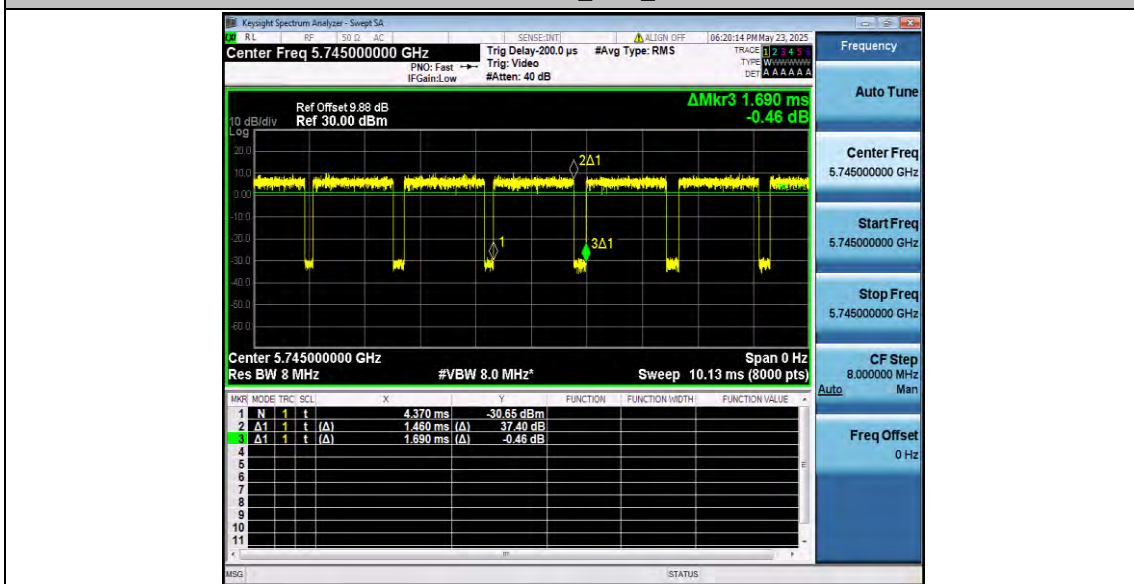 Keysight Spectrum Analyzer - Swept SA
RL RF 50 Ω AC SENSE:INT ALIGN OFF 06:20:14 PM May 23, 2025
Center Freq 5.745000000 GHz
PNO: Fast
IFGain:Low
Trig Delay-200.0 µs
Trig: Video
#Atten: 40 dB
#Avg Type: RMS
TRACE 1 2 3 4 5 6
TYPE
DET A A A A A A
Frequency
Auto Tune
Center Freq
5.745000000 GHz
Start Freq
5.745000000 GHz
Stop Freq
5.745000000 GHz
CF Step
8.000000 MHz
Auto Man
Freq Offset
0 Hz
ΔMkr3 1.690 ms
-0.46 dB
Ref Offset 9.88 dB
10 dB/div Ref 30.00 dBm
Log
20.0
10.0
0.00
-10.0
-20.0
-30.0
-40.0
-50.0
-60.0
2Δ1
1
3Δ1
Center 5.745000000 GHz Span 0 Hz
Res BW 8 MHz #VBW 8.0 MHz* Sweep 10.13 ms (8000 pts)
MKR MODE TRC SCL X Y FUNCTION FUNCTION WIDTH FUNCTION VALUE
1 N 1 t 4.370 ms -30.65 dBm
2 Δ1 1 t (Δ) 1.460 ms (Δ) 37.40 dB
3 Δ1 1 t (Δ) 1.690 ms (Δ) -0.46 dB
4
5
6
7
8
9
10
11
MSG STATUS